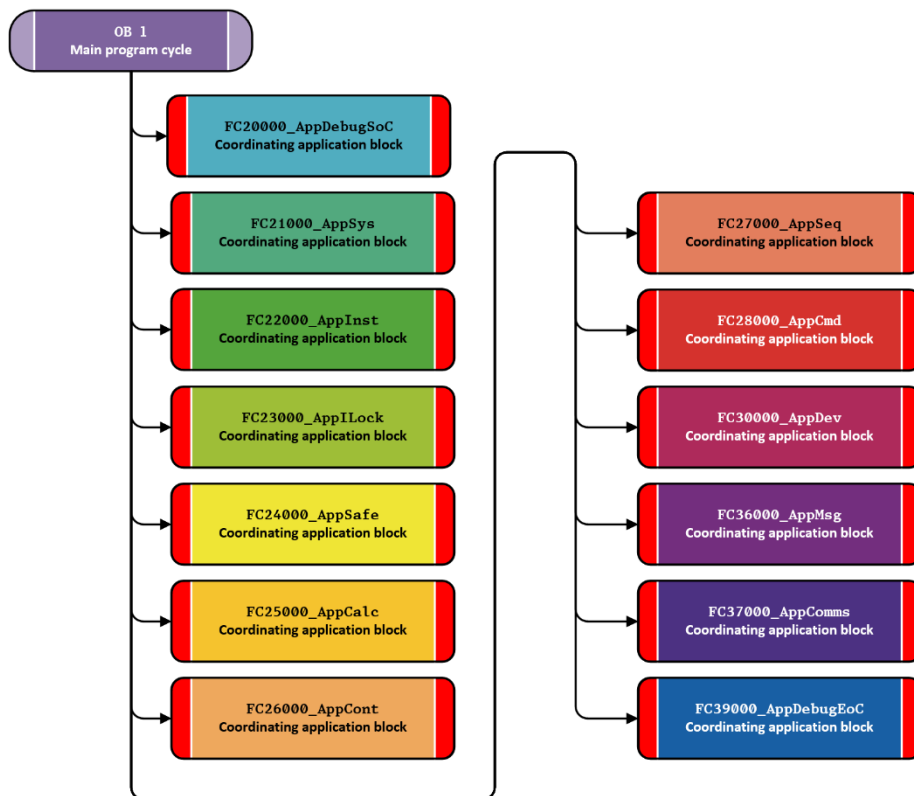 OB 1
Main program cycle
FC20000_AppDebugSoC
Coordinating application block
FC21000_AppSys
Coordinating application block
FC22000_AppInst
Coordinating application block
FC23000_AppILock
Coordinating application block
FC24000_AppSafe
Coordinating application block
FC25000_AppCalc
Coordinating application block
FC26000_AppCont
Coordinating application block
FC27000_AppSeq
Coordinating application block
FC28000_AppCmd
Coordinating application block
FC30000_AppDev
Coordinating application block
FC36000_AppMsg
Coordinating application block
FC37000_AppComms
Coordinating application block
FC39000_AppDebugEoC
Coordinating application block